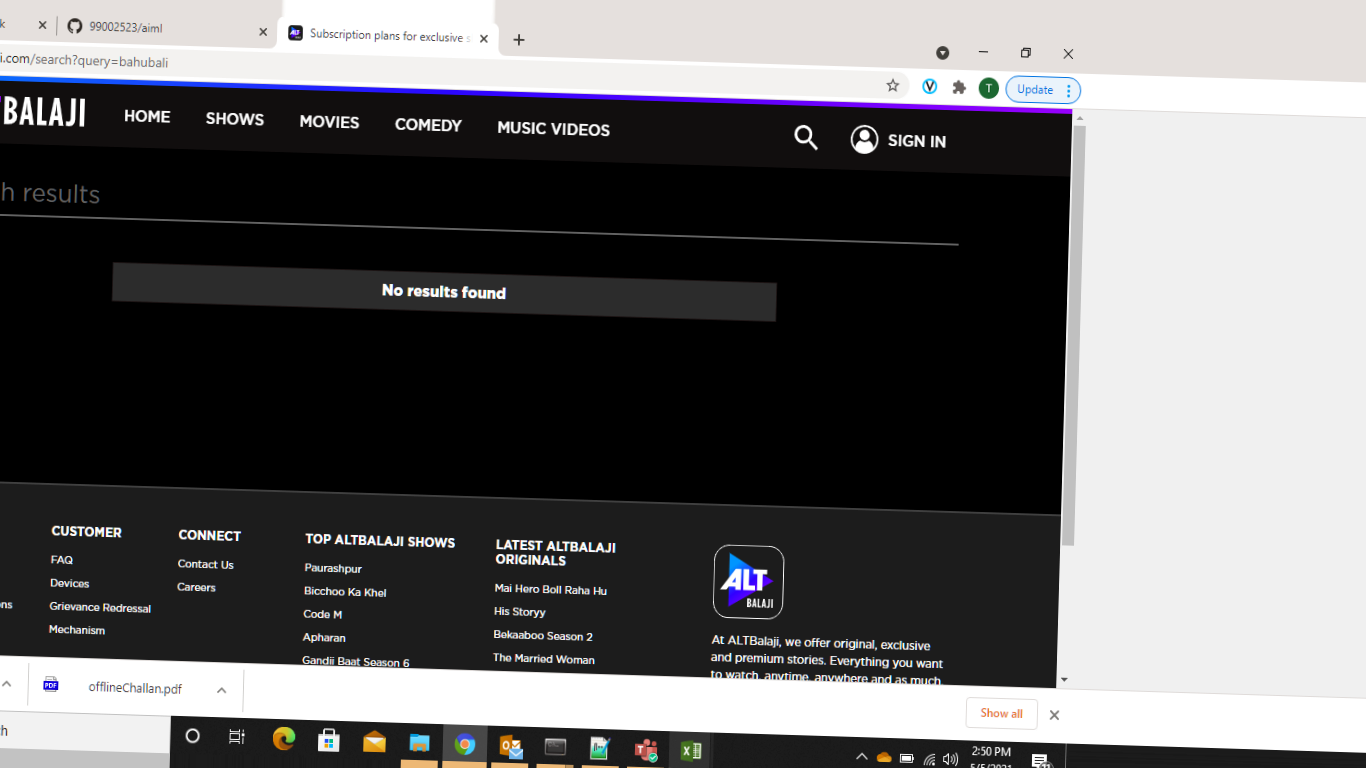 k
99002523/aiml
Subscription plans for exclusive s
i.com/search?query=bahubali
T
Update
BALAJI
HOME
SHOWS
MOVIES
COMEDY
MUSIC VIDEOS
SIGN IN
h results
No results found
CUSTOMER
FAQ
Devices
Grievance Redressal
Mechanism
ns
CONNECT
Contact Us
Careers
TOP ALTBALAJI SHOWS
Paurashpur
Bicchoo Ka Khel
Code M
Apharan
Gandii Baat Season 6
LATEST ALTBALAJI
ORIGINALS
Mai Hero Boll Raha Hu
His Storyy
Bekaaboo Season 2
The Married Woman
ALT
BALAJI
At ALTBalaji, we offer original, exclusive
and premium stories. Everything you want
to watch, anytime, anywhere and as much
PDF
offlineChallan.pdf
Show all
h
2:50 PM
5/5/2021